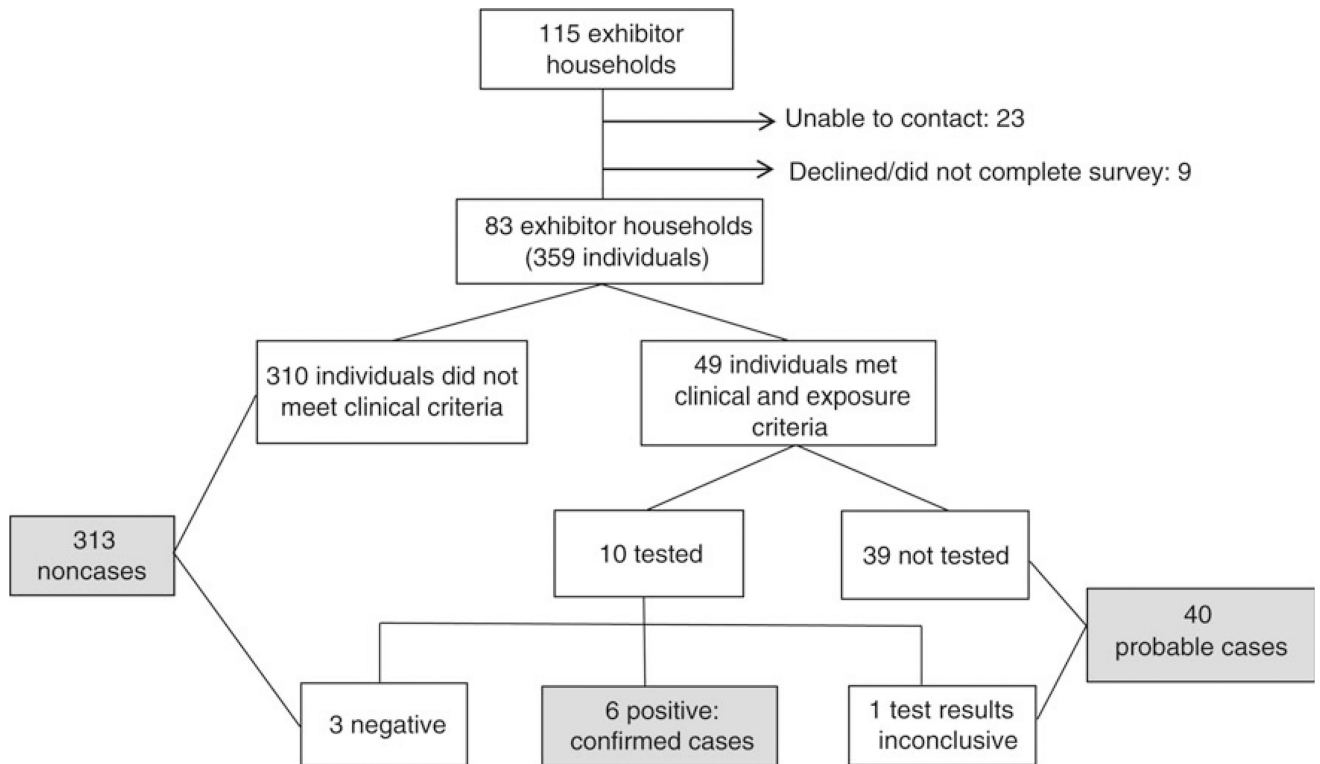 115 exhibitor
households
Unable to contact: 23
Declined/did not complete survey: 9
83 exhibitor households
(359 individuals)
310 individuals did not
meet clinical criteria
49 individuals met
clinical and exposure
criteria
313
noncases
10 tested
39 not tested
40
probable cases
3 negative
6 positive:
confirmed cases
1 test results
inconclusive